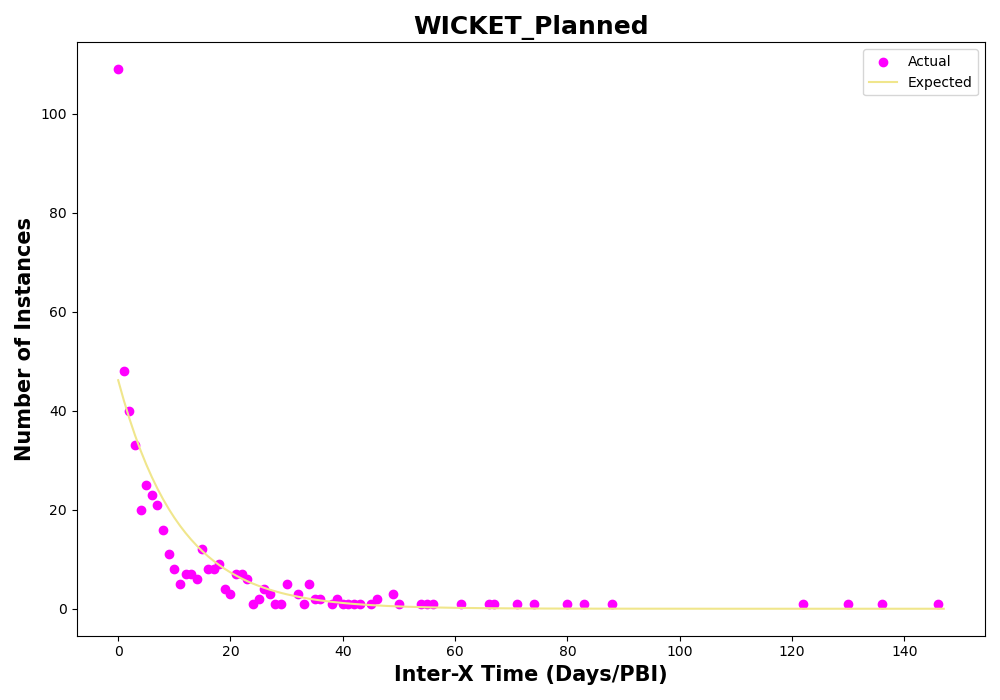 WICKET_Planned
Actual
Expected
Number of Instances
100
80
60
40
20
0
0 20 40 60 80 100 120 140
Inter-X Time (Days/PBI)